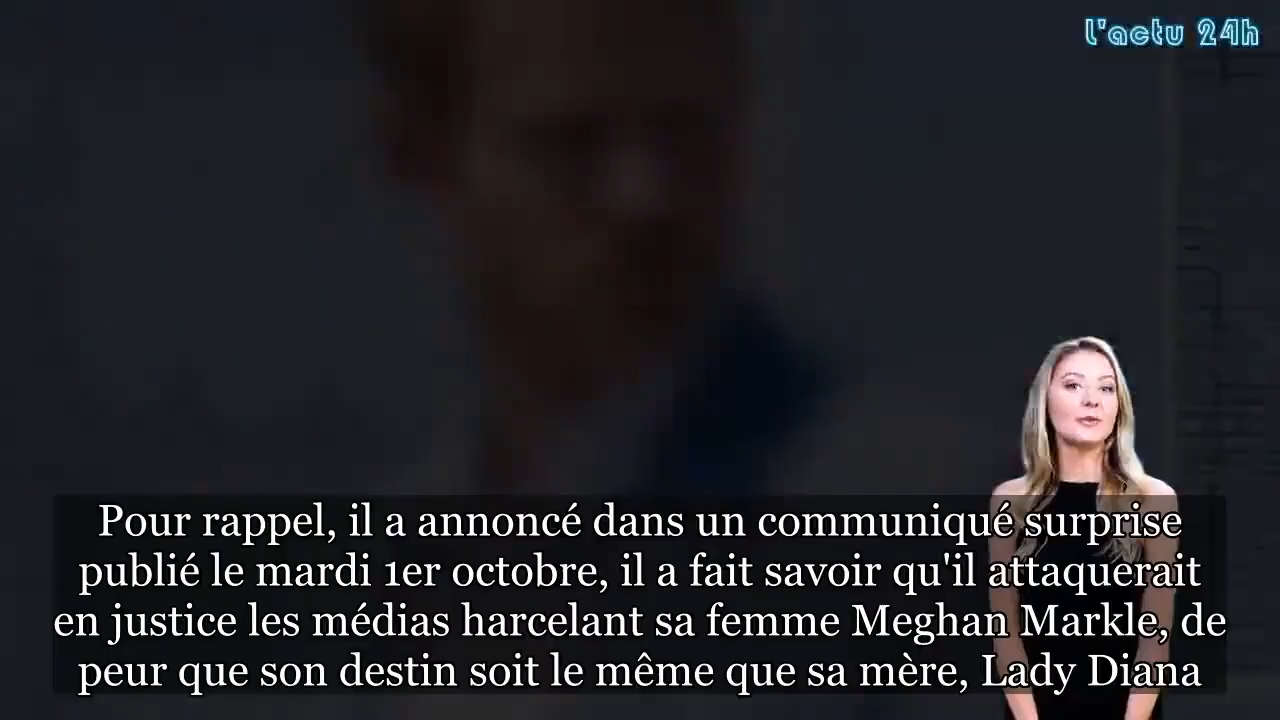 L'actu 24h
Pour rappel, il a annoncé dans un communiqué surprise
publié le mardi 1er octobre, il a fait savoir qu'il attaquerait
en justice les médias harcelant sa femme Meghan Markle, de
peur que son destin soit le même que sa mère, Lady Diana